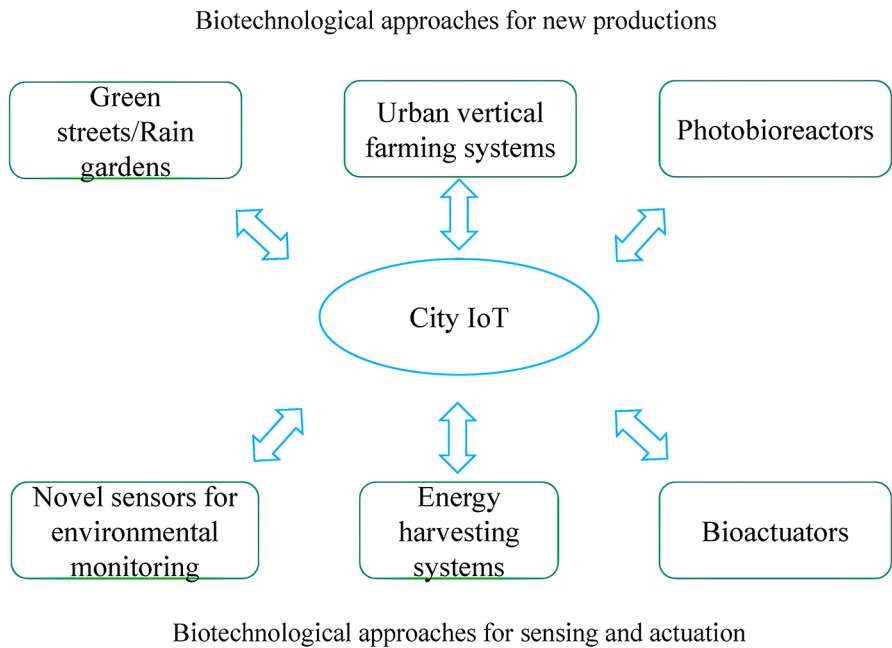 Biotechnological approaches for new productions
Green
streets/Rain
gardens
Urban vertical
farming systems
Photobioreactors
City IoT
Novel sensors for
environmental
monitoring
Energy
harvesting
systems
Bioactuators
Biotechnological approaches for sensing and actuation